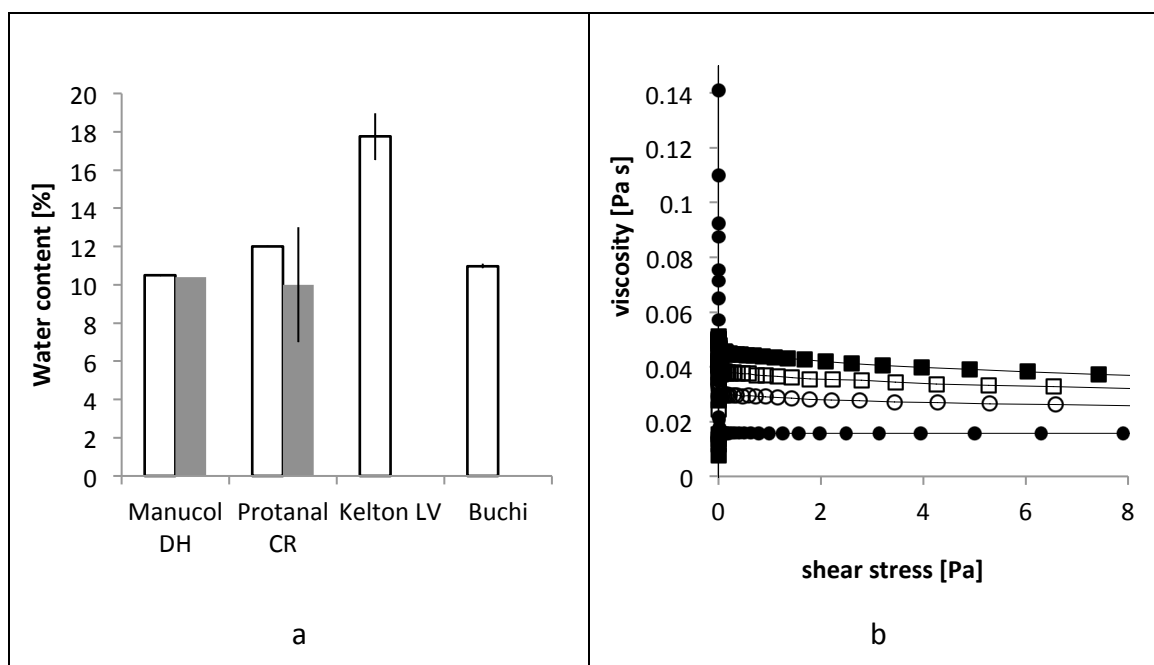 Water content [%]
20
18
16
14
12
10
8
6
4
2
0
Manucol DH
Protanal CR
Kelton LV
Buchi
a
viscosity [Pa s]
0.14
0.12
0.1
0.08
0.06
0.04
0.02
0
0
2
4
6
8
shear stress [Pa]
b